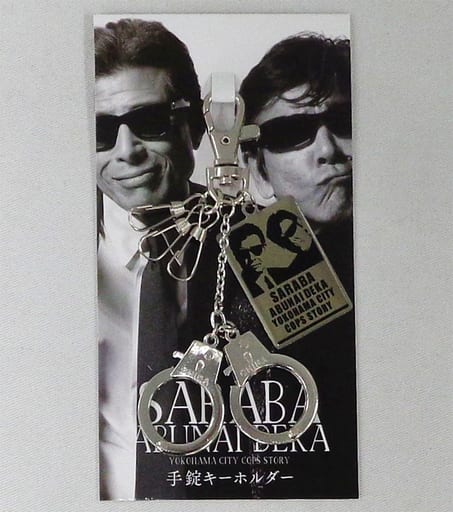 SARABA
ABUNAI DEKA
YOKOHAMA CITY
COPS STORY
SARABA
ABUNAI DEKA
YOKOHAMA CITY COPS STORY
手錠キーホルダー